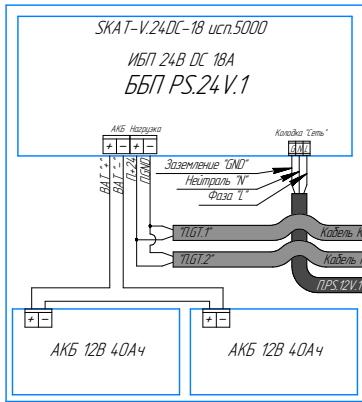 SKAT-V.24DC-18 исп.5000
ИБП 24В DC 18А
ББП PS.24V.1
АКБ Нагрузка
+ - + -
Колодка "Сеть"
G N L
BAT "+"
BAT "-"
П+24
П.GND
Заземление "GND"
Нейтраль "N"
Фаза "L"
"П.GT.1"
Кабель
"П.GT.2"
Кабель
П.PS.12V.1
+ -
+ -
АКБ 12В 40Ач
АКБ 12В 40Ач